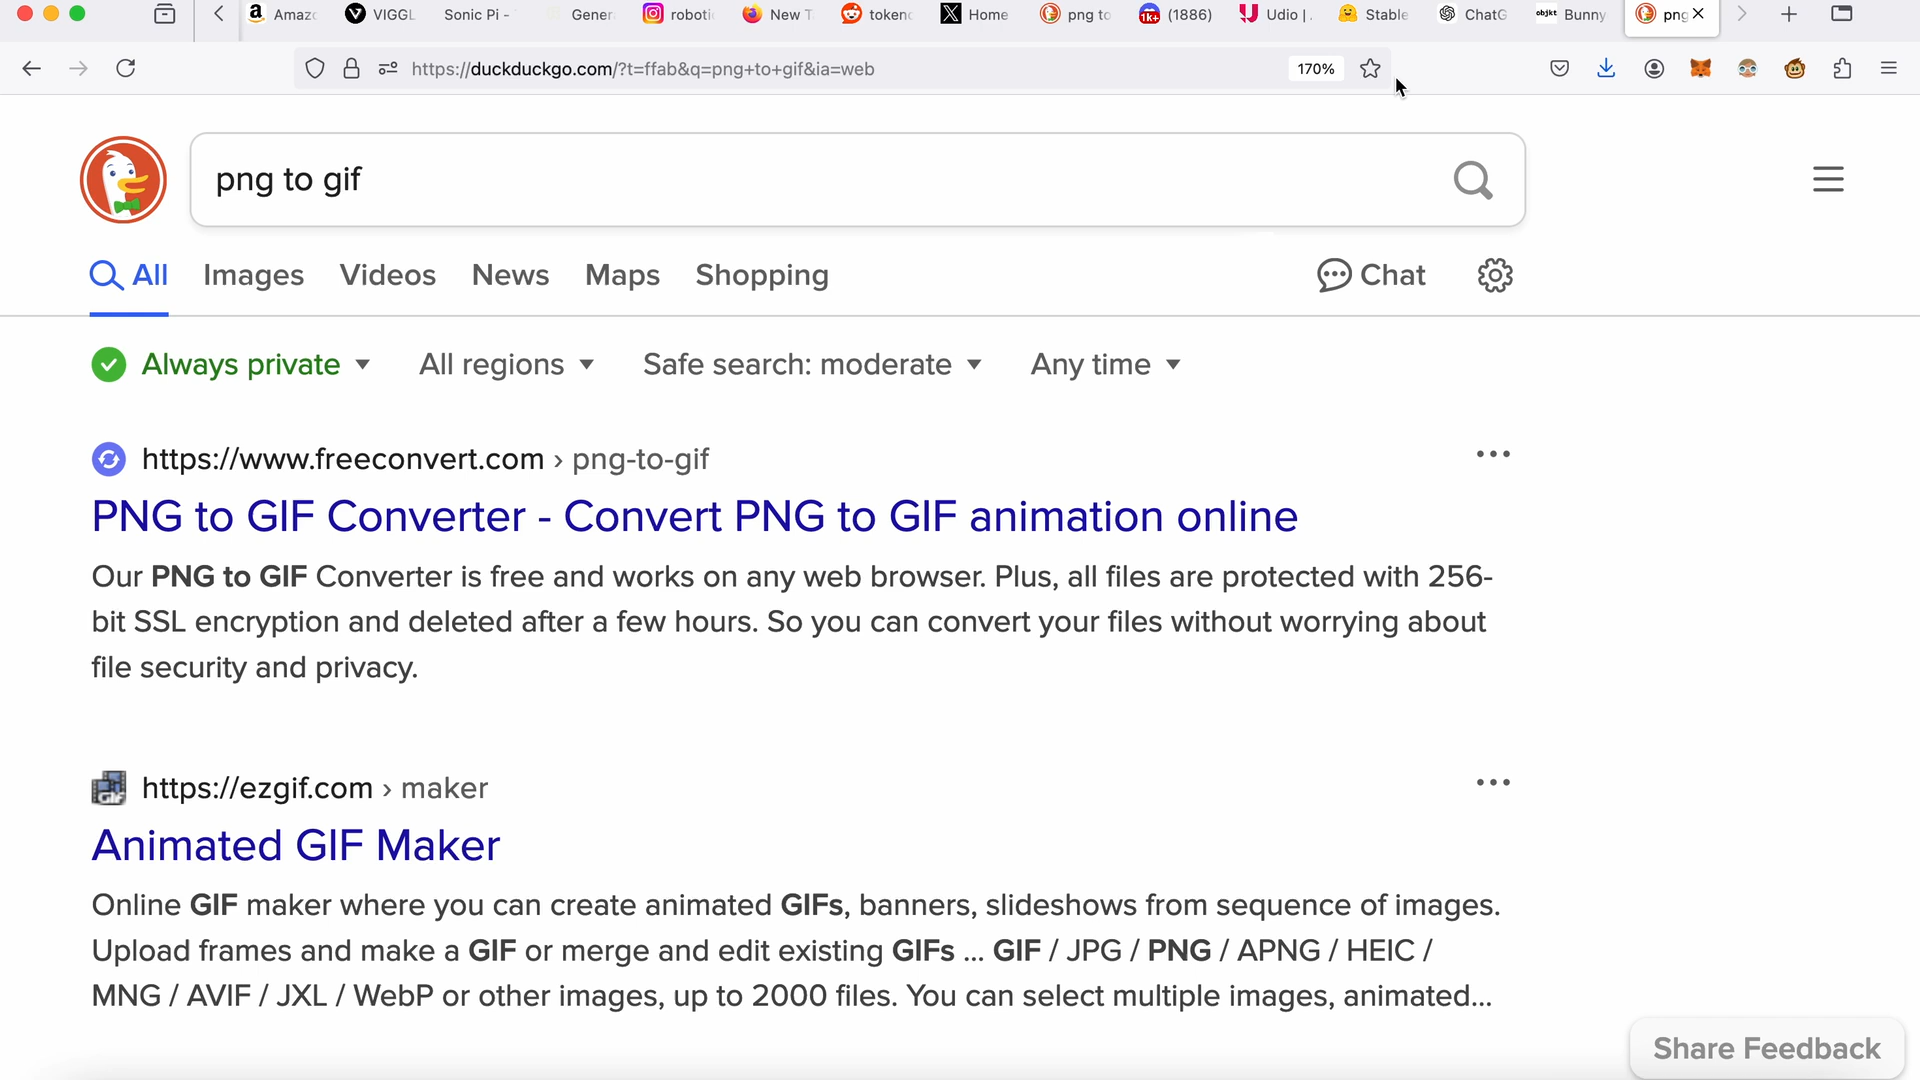 Amaz VIGGL Sonic Pi - Gener roboti New T tokeno Home png to 1k+ (1886) Udio | Stable ChatG objkt Bunny png
https://duckduckgo.com/?t=ffab&q=png+to+gif&ia=web 170%
png to gif
All Images Videos News Maps Shopping Chat
Always private All regions Safe search: moderate Any time
https://www.freeconvert.com › png-to-gif
PNG to GIF Converter - Convert PNG to GIF animation online
Our PNG to GIF Converter is free and works on any web browser. Plus, all files are protected with 256-
bit SSL encryption and deleted after a few hours. So you can convert your files without worrying about
file security and privacy.
https://ezgif.com › maker
Animated GIF Maker
Online GIF maker where you can create animated GIFs, banners, slideshows from sequence of images.
Upload frames and make a GIF or merge and edit existing GIFs ... GIF / JPG / PNG / APNG / HEIC /
MNG / AVIF / JXL / WebP or other images, up to 2000 files. You can select multiple images, animated...
Share Feedback